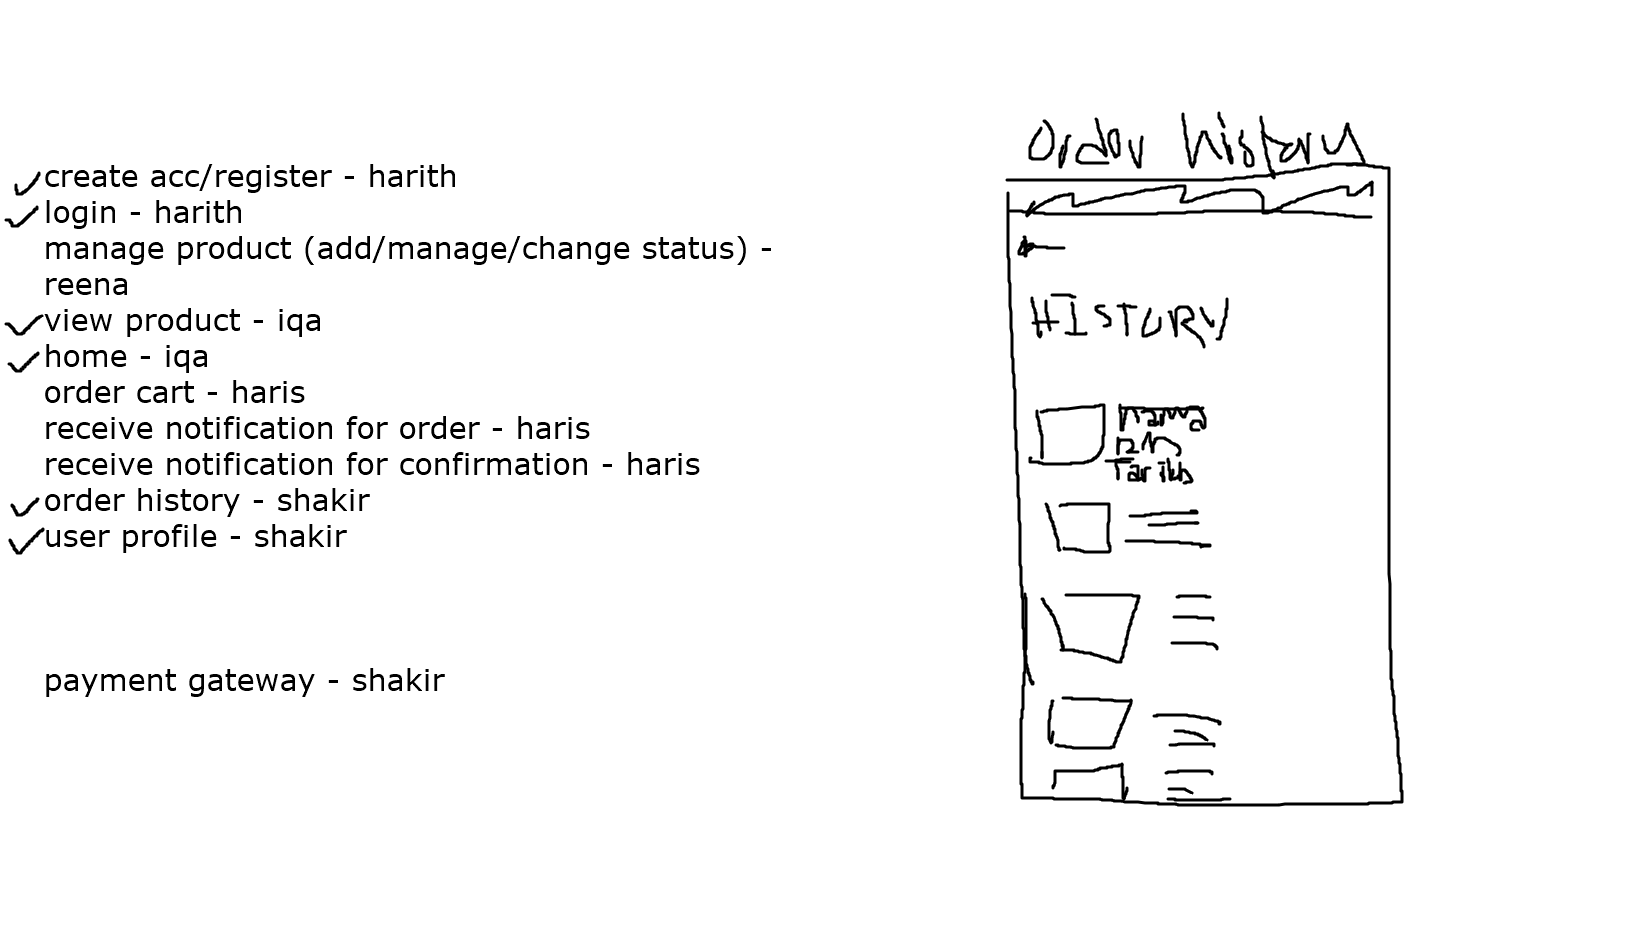 create acc/register - harith
login - harith
manage product (add/manage/change status) -
reena
view product - iqa
home - iqa
order cart - haris
receive notification for order - haris
receive notification for confirmation - haris
order history - shakir
user profile - shakir
payment gateway - shakir
Order history
HISTORY
nama
Tarikh